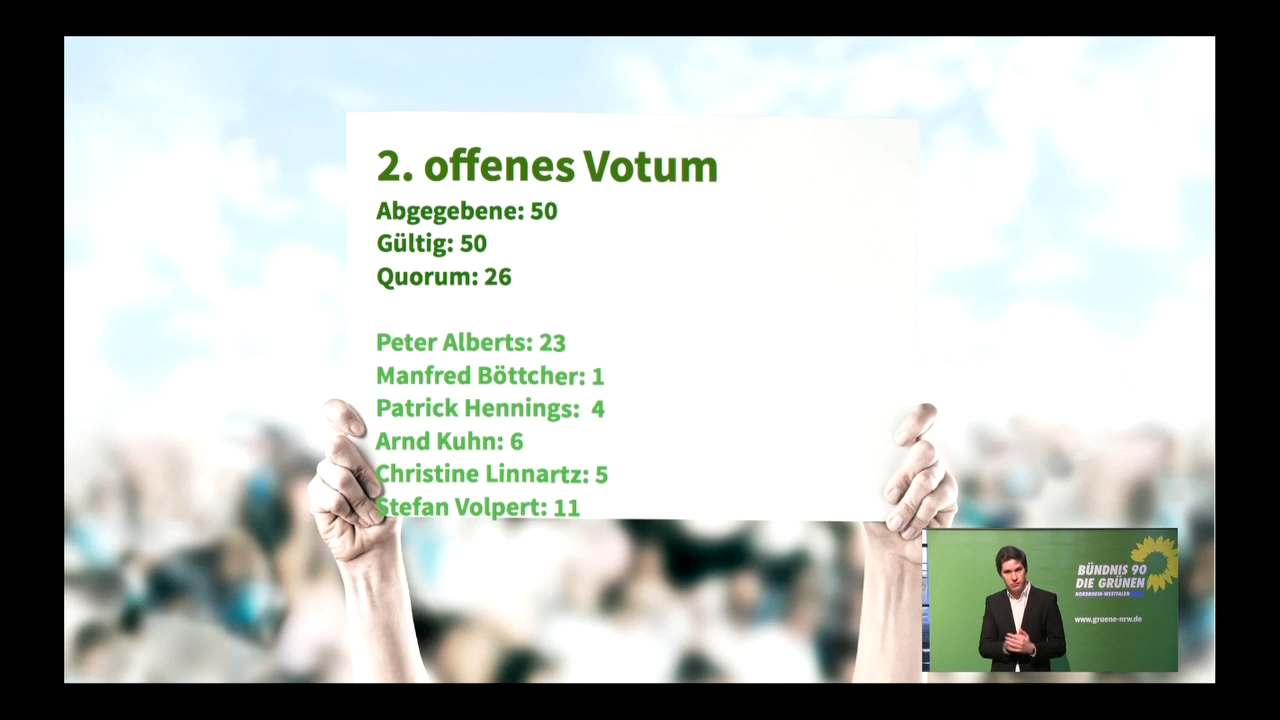 2. offenes Votum
Abgegebene: 50
Gültig: 50
Quorum: 26
Peter Alberts: 23
Manfred Böttcher: 1
Patrick Hennings: 4
Arnd Kuhn: 6
Christine Linnartz: 5
Stefan Volpert: 11
BÜNDNIS 90
DIE GRÜNEN
NORDRHEIN-WESTFALEN
www.gruene-nrw.de